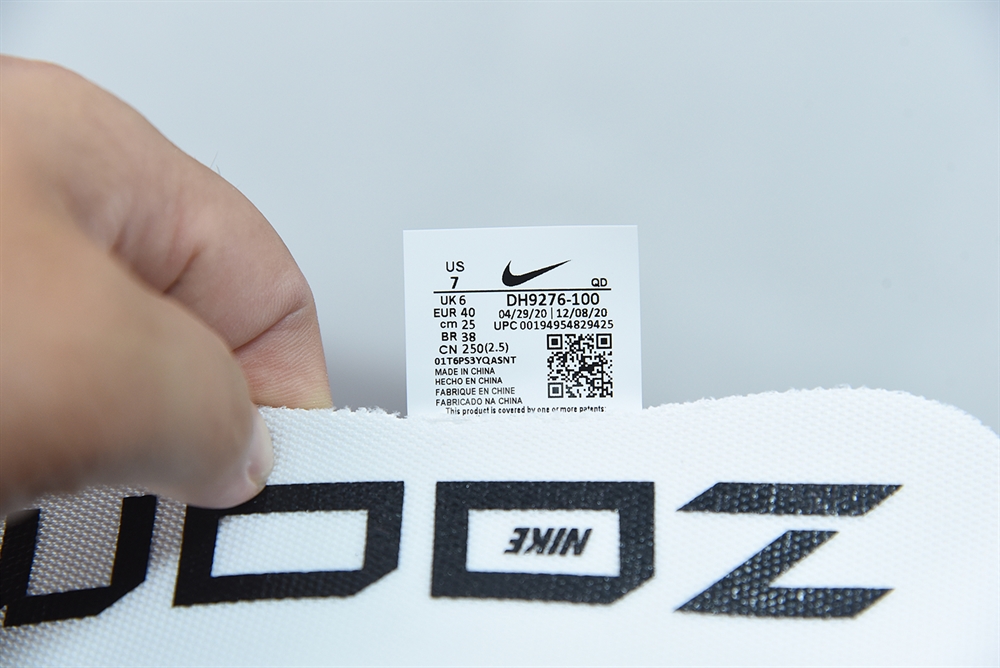 US
7
QD
UK 6
DH9276-100
EUR 40
04/29/20 | 12/08/20
cm 25
UPC 00194954829425
BR 38
CN 250(2.5)
01T6PS3YQASNT
MADE IN CHINA
HECHO EN CHINA
FABRIQUE EN CHINE
FABRICADO NA CHINA
This product is covered by one or more patents:
ZOOM
NIKE